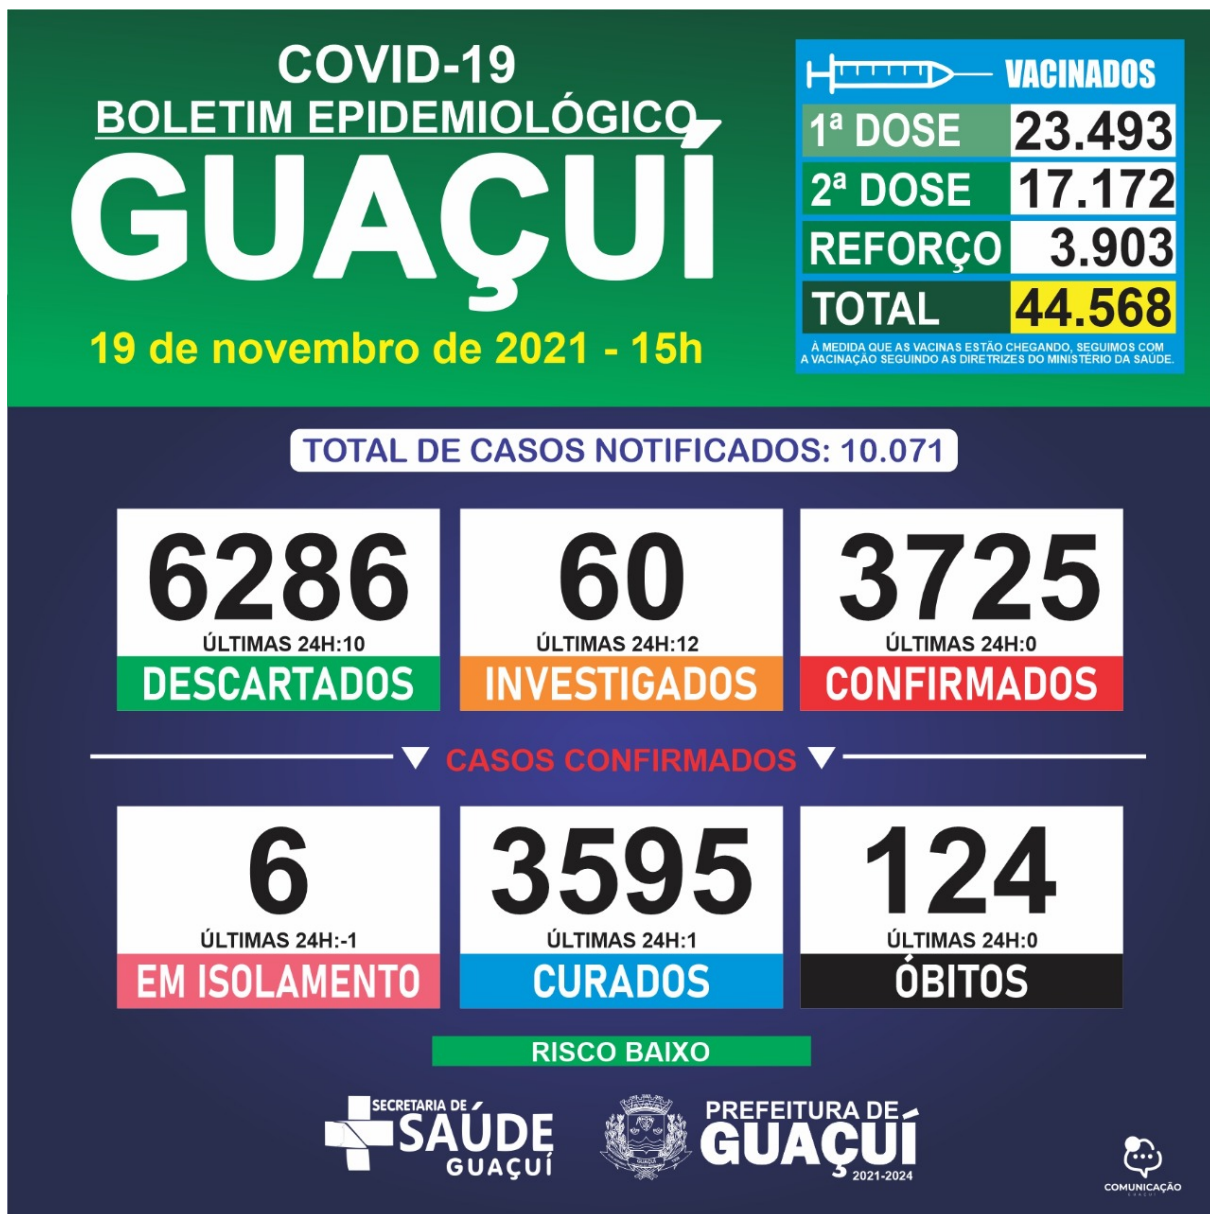 COVID-19
BOLETIM EPIDEMIOLÓGICO
GUAÇUÍ
19 de novembro de 2021 - 15h
VACINADOS
1ª DOSE 23.493
2ª DOSE 17.172
REFORÇO 3.903
TOTAL 44.568
À MEDIDA QUE AS VACINAS ESTÃO CHEGANDO, SEGUIMOS COM
A VACINAÇÃO SEGUINDO AS DIRETRIZES DO MINISTÉRIO DA SAÚDE.
TOTAL DE CASOS NOTIFICADOS: 10.071
6286
ÚLTIMAS 24H:10
DESCARTADOS
60
ÚLTIMAS 24H:12
INVESTIGADOS
3725
ÚLTIMAS 24H:0
CONFIRMADOS
CASOS CONFIRMADOS
6
ÚLTIMAS 24H:-1
EM ISOLAMENTO
3595
ÚLTIMAS 24H:1
CURADOS
124
ÚLTIMAS 24H:0
ÓBITOS
RISCO BAIXO
SECRETARIA DE
SAÚDE
GUAÇUÍ
GUAÇUÍ
PREFEITURA DE
GUAÇUÍ
2021-2024
COMUNICAÇÃO
GUAÇUÍ